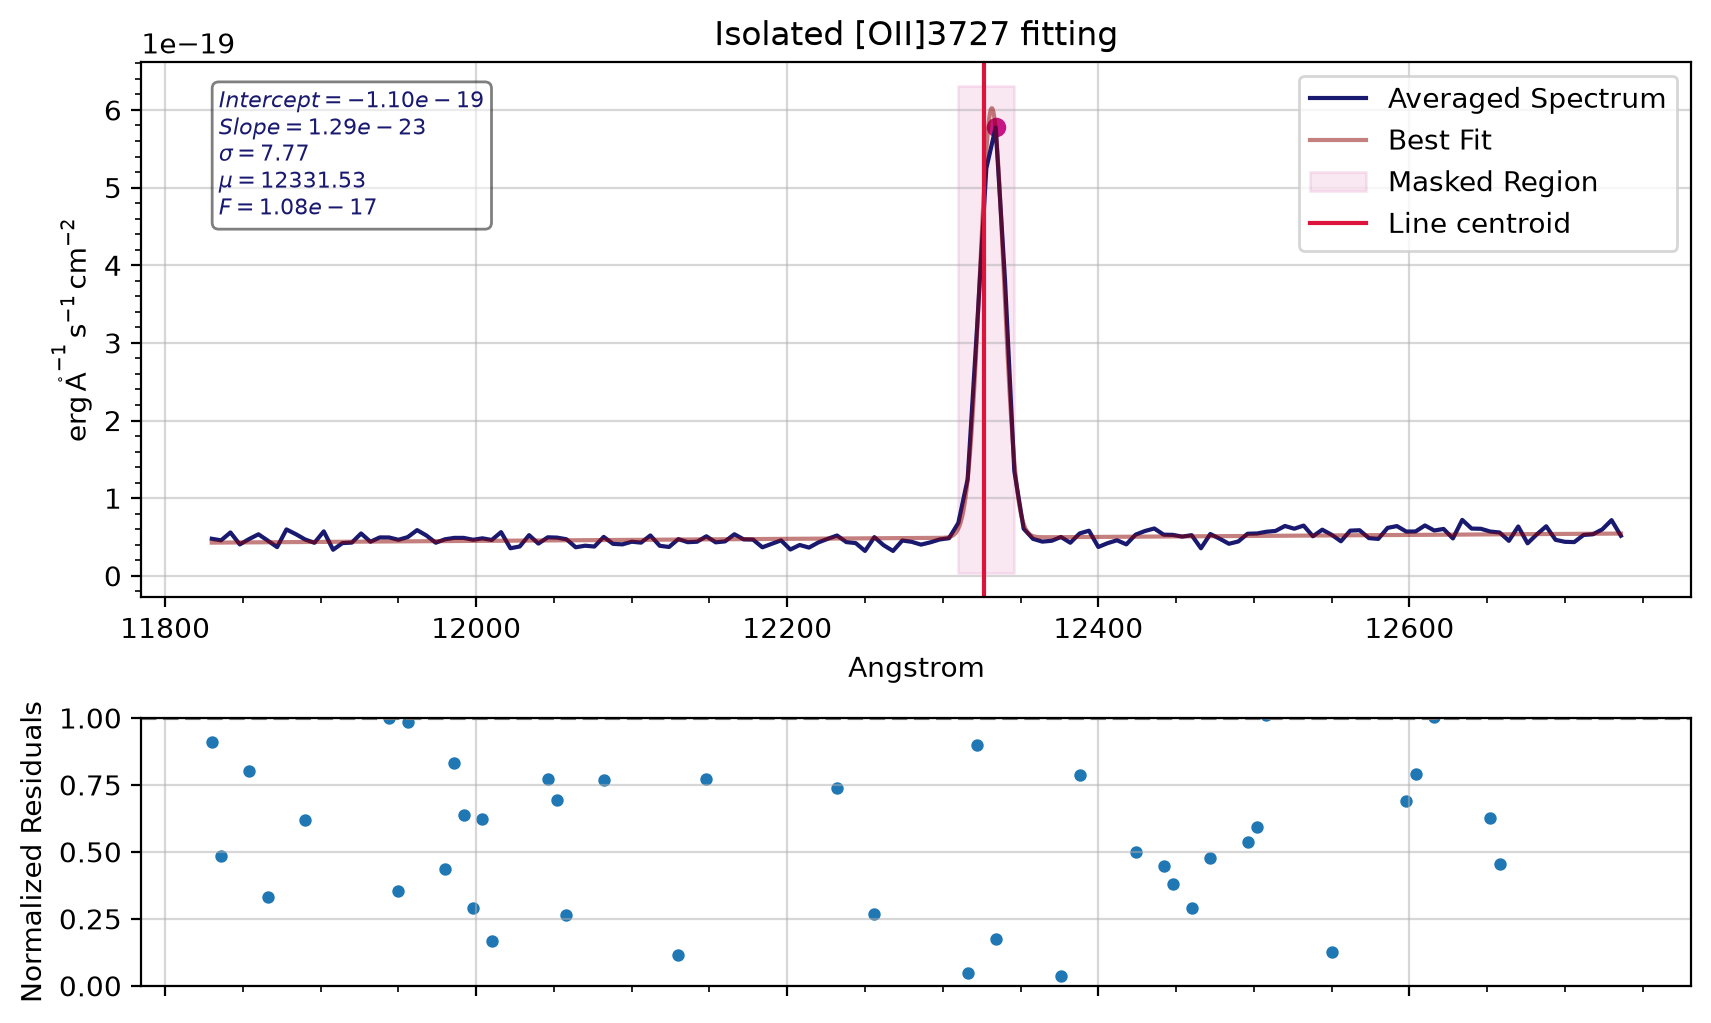 Isolated [OII]3727 fitting
1e−19
Intercept = −1.10e − 19
Slope = 1.29e − 23
σ = 7.77
μ = 12331.53
F = 1.08e − 17
Averaged Spectrum
Best Fit
Masked Region
Line centroid
6
5
4
3
2
1
0
erg Å⁻¹ s⁻¹ cm⁻²
11800 12000 12200 12400 12600
Angstrom
1.00
0.75
0.50
0.25
0.00
Normalized Residuals